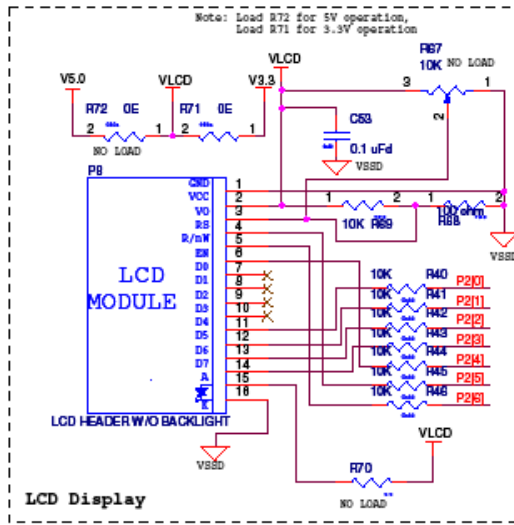 Note: Load R72 for 5V operation,
Load R71 for 3.3V operation
VLCD
R67
10K
NO LOAD
V5.0
VLCD
V3.3
3
1
R72
0E
R71
0E
2
C53
2
1
2
1
NO LOAD
0.1 uFd
VSSD
P8
GND 1
VCC 2
VO 3
RS 4
R/nW 5
EN 6
D0 7
D1 8
D2 9
D3 10
D4 11
D5 12
D6 13
D7 14
A 15
K 16
LCD
MODULE
1
2
1
2
10K R69
100 ohm
R68
VSSD
10K R40 P2[0]
10K R41 P2[1]
10K R42 P2[2]
10K R43 P2[3]
10K R44 P2[4]
10K R45 P2[5]
10K R46 P2[6]
LCD HEADER W/O BACKLIGHT
VSSD
VLCD
R70
NO LOAD
LCD Display